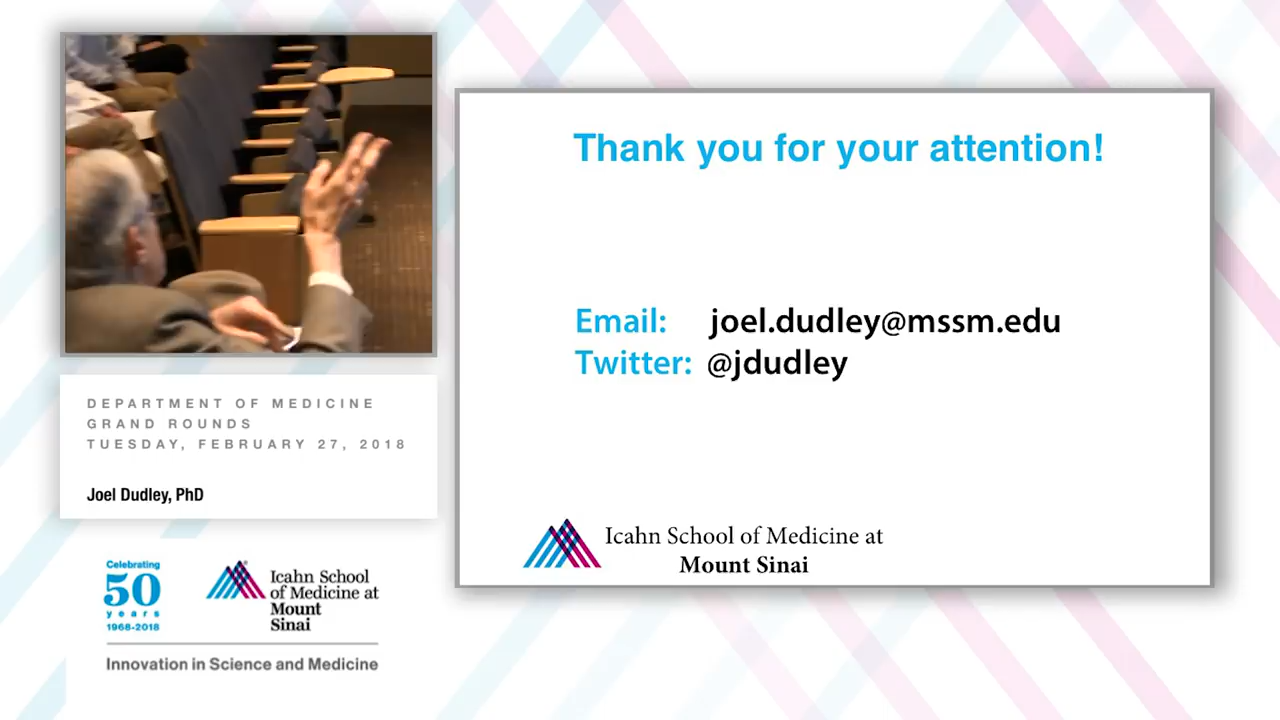 DEPARTMENT OF MEDICINE
GRAND ROUNDS
TUESDAY, FEBRUARY 27, 2018
Joel Dudley, PhD
Celebrating
50
years
1968-2018
Icahn School
of Medicine at
Mount
Sinai
Innovation in Science and Medicine
Thank you for your attention!
Email: joel.dudley@mssm.edu
Twitter: @jdudley
Icahn School of Medicine at
Mount Sinai